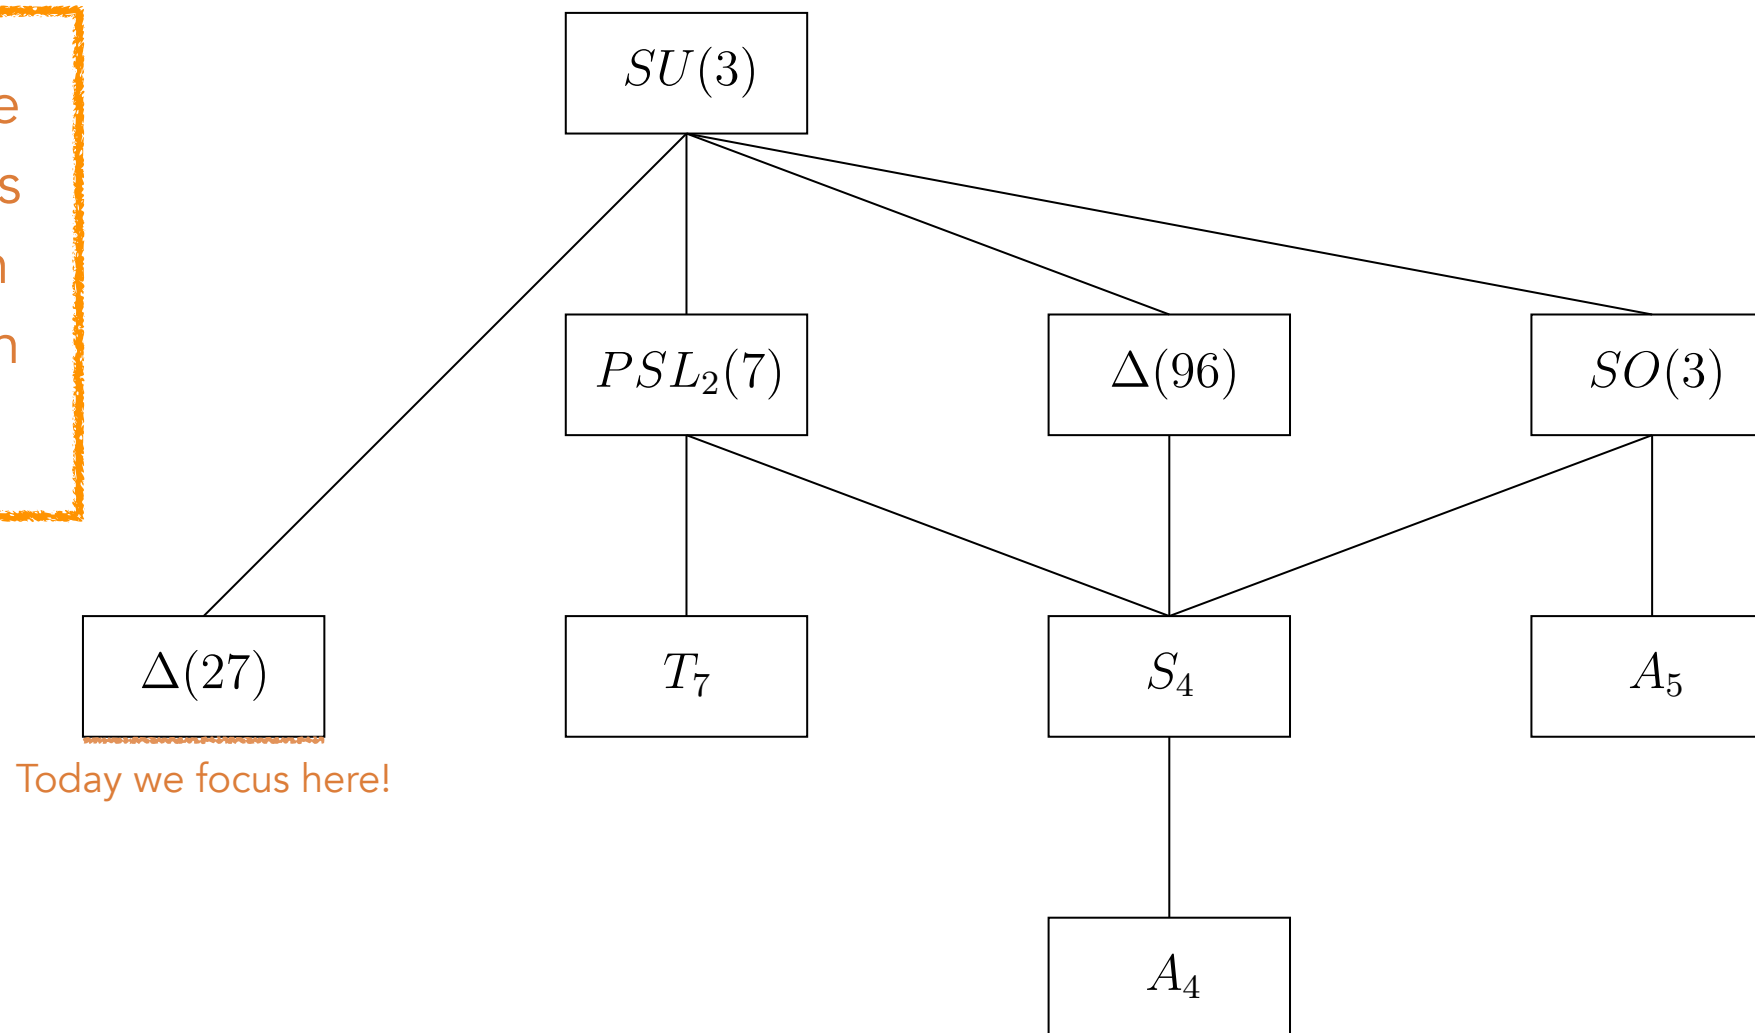 SU(3)
e
s
n
n
PSL₂(7)
Δ(96)
SO(3)
Δ(27)
T₇
S₄
A₅
Today we focus here!
A₄